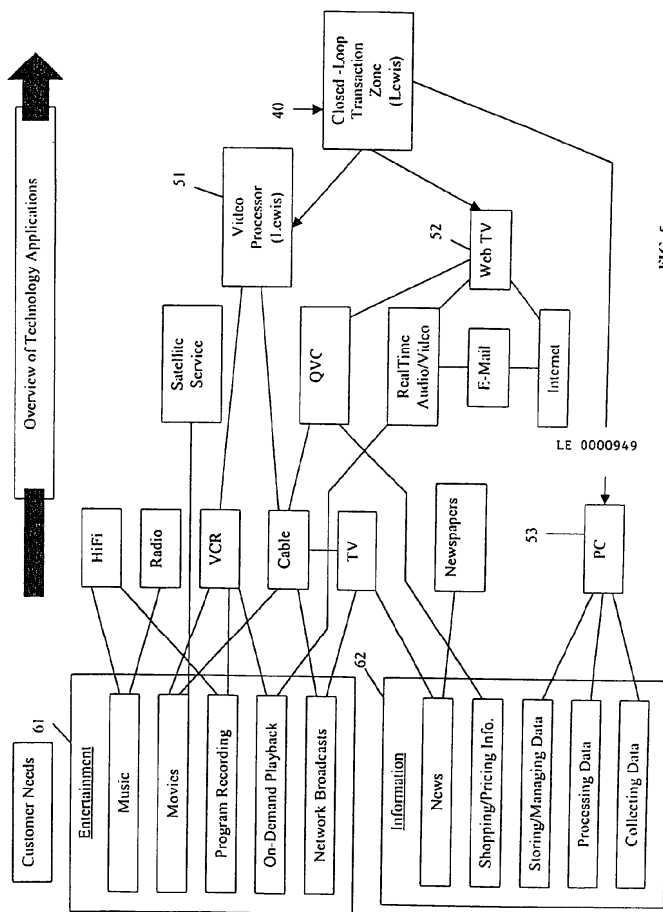 Overview of Technology Applications
Customer Needs
61
Entertainment
Music
Movies
Program Recording
On-Demand Playback
Network Broadcasts
62
Information
News
Shopping/Pricing Info.
Storing/Managing Data
Processing Data
Collecting Data
HiFi
Radio
VCR
Cable
TV
Newspapers
53
PC
Satellite
Service
QVC
RealTime
Audio/Video
E-Mail
Internet
LE 0000949
51
Video
Processor
(Lewis)
52
Web TV
40
Closed -Loop
Transaction
Zone
(Lewis)